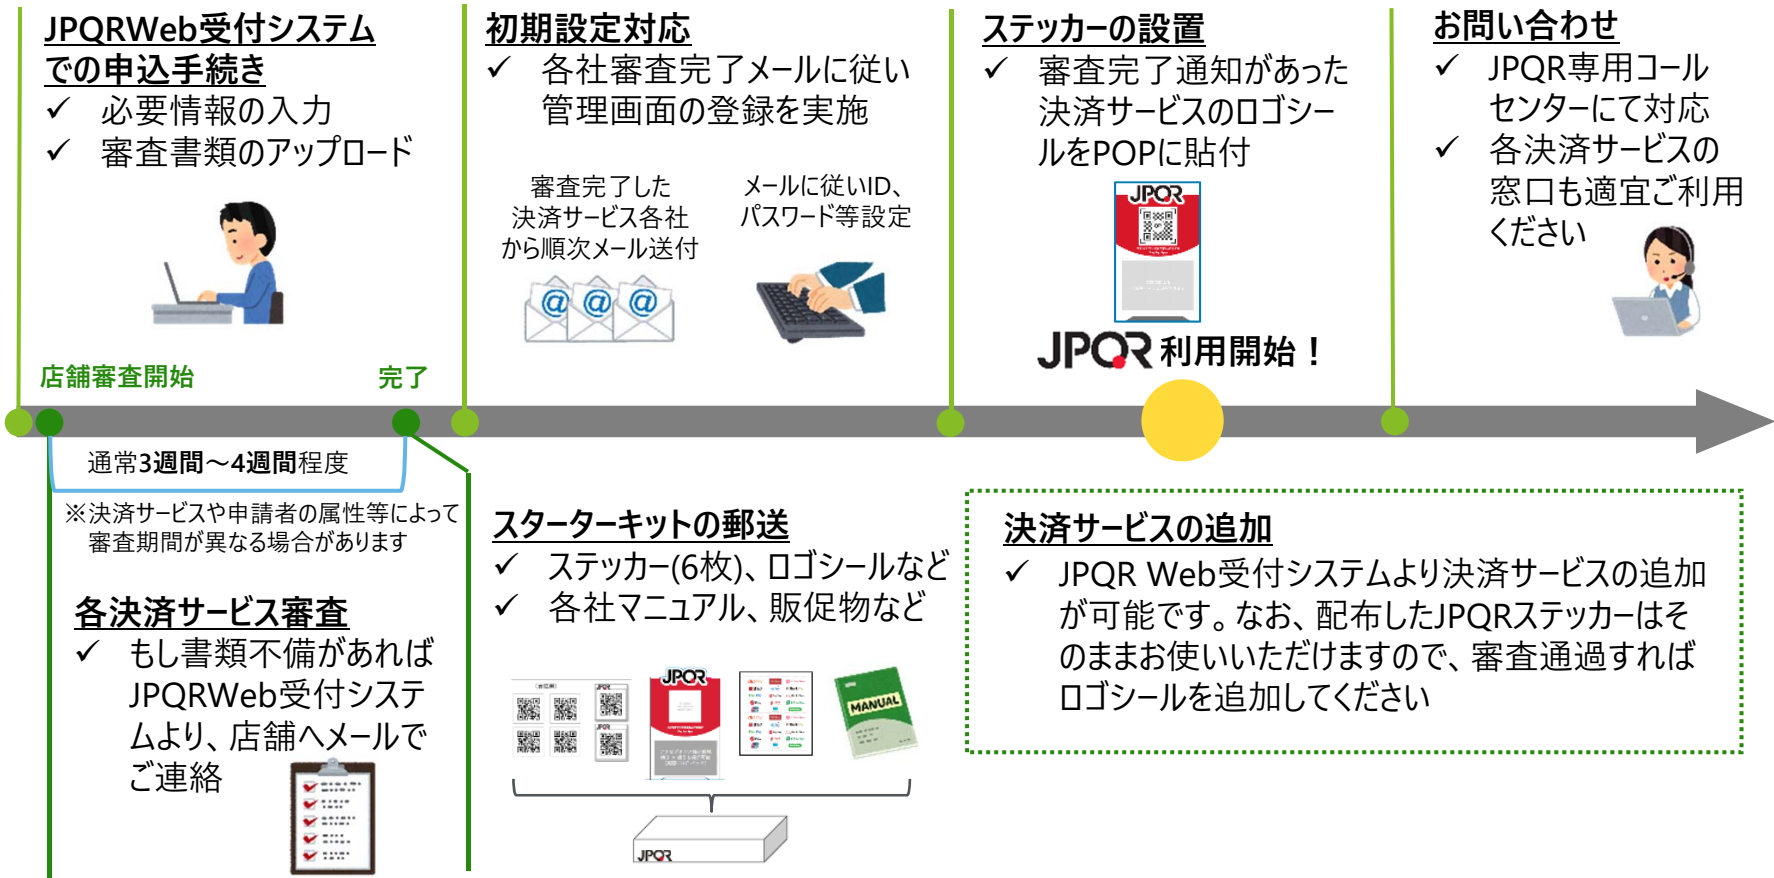 JPQRWeb受付システム
での申込手続き
✓ 必要情報の入力
✓ 審査書類のアップロード
初期設定対応
✓ 各社審査完了メールに従い
管理画面の登録を実施
審査完了した
決済サービス各社
から順次メール送付
メールに従いID、
パスワード等設定
@ @ @
ステッカーの設置
✓ 審査完了通知があった
決済サービスのロゴシー
ルをPOPに貼付
JPQR
JPQR 利用開始！
お問い合わせ
✓ JPQR専用コール
センターにて対応
✓ 各決済サービスの
窓口も適宜ご利用
ください
店舗審査開始
完了
通常3週間～4週間程度
※決済サービスや申請者の属性等によって
審査期間が異なる場合があります
各決済サービス審査
✓ もし書類不備があれば
JPQRWeb受付システ
ムより、店舗へメールで
ご連絡
スターターキットの郵送
✓ ステッカー(6枚)、ロゴシールなど
✓ 各社マニュアル、販促物など
JPQR
JPQR
JPQR
MANUAL
JPQR
決済サービスの追加
✓ JPQR Web受付システムより決済サービスの追加
が可能です。なお、配布したJPQRステッカーはそ
のままお使いいただけますので、審査通過すれば
ロゴシールを追加してください